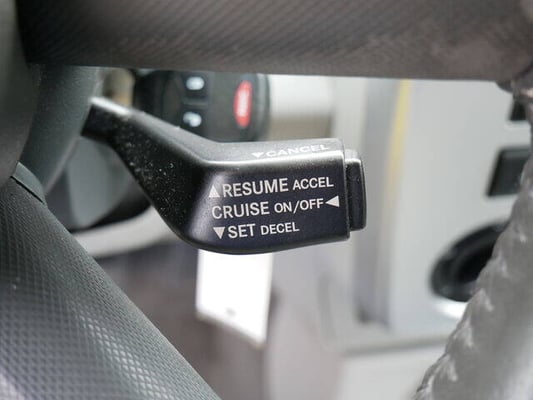 ▼CANCEL
▲RESUME ACCEL
CRUISE ON/OFF◄
▼SET DECEL